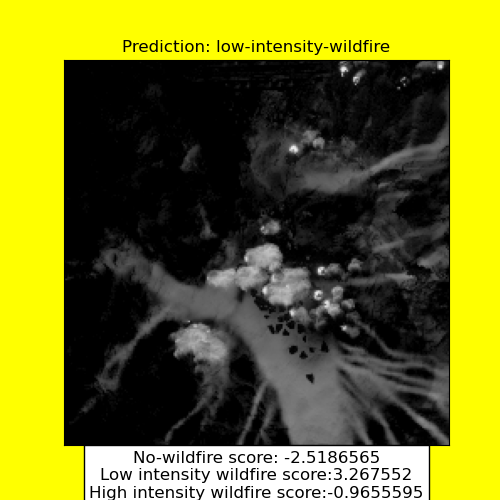 Prediction: low-intensity-wildfire
No-wildfire score: -2.5186565
Low intensity wildfire score:3.267552
High intensity wildfire score:-0.9655595